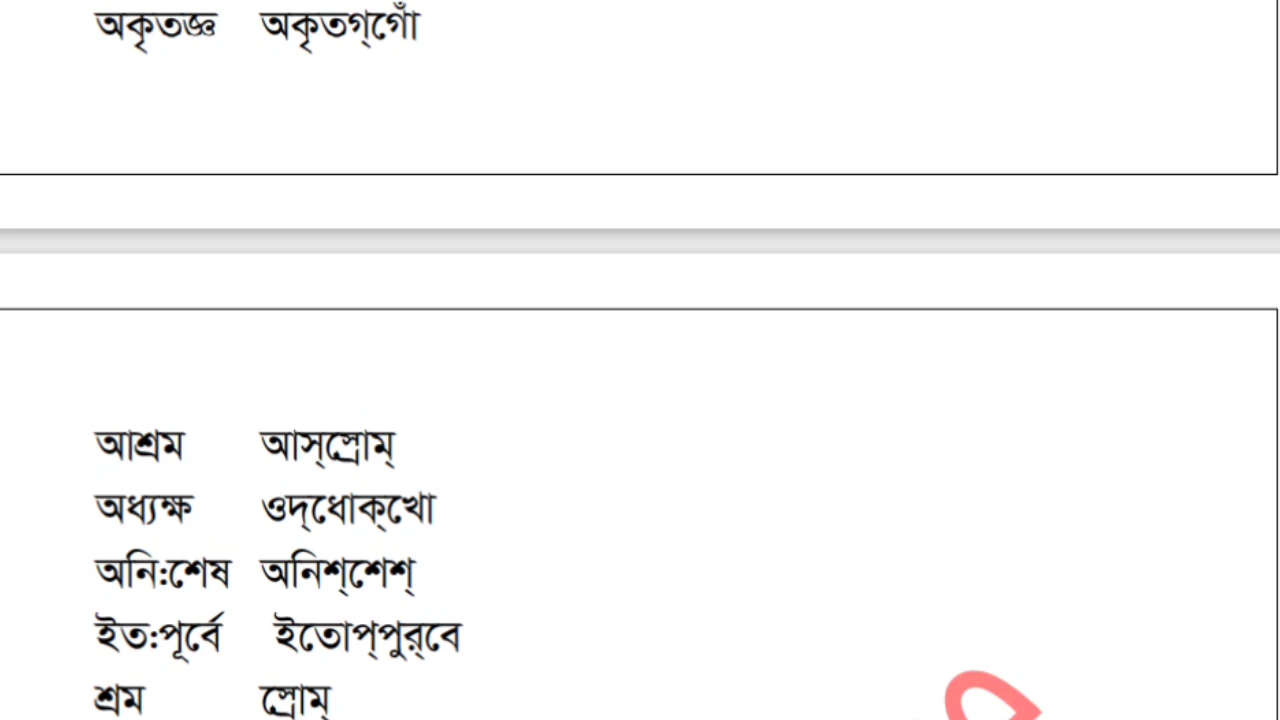 অকৃতজ্ঞ অকৃতগ্‌গোঁ
আশ্রম আস্‌স্রোম্
অধ্যক্ষ ওদ্‌ধোক্‌খো
অনি:শেষ অনিশ্‌শেশ্
ইত:পূর্বে ইতোপ্‌পুর্‌বে
শ্রম স্রোম্